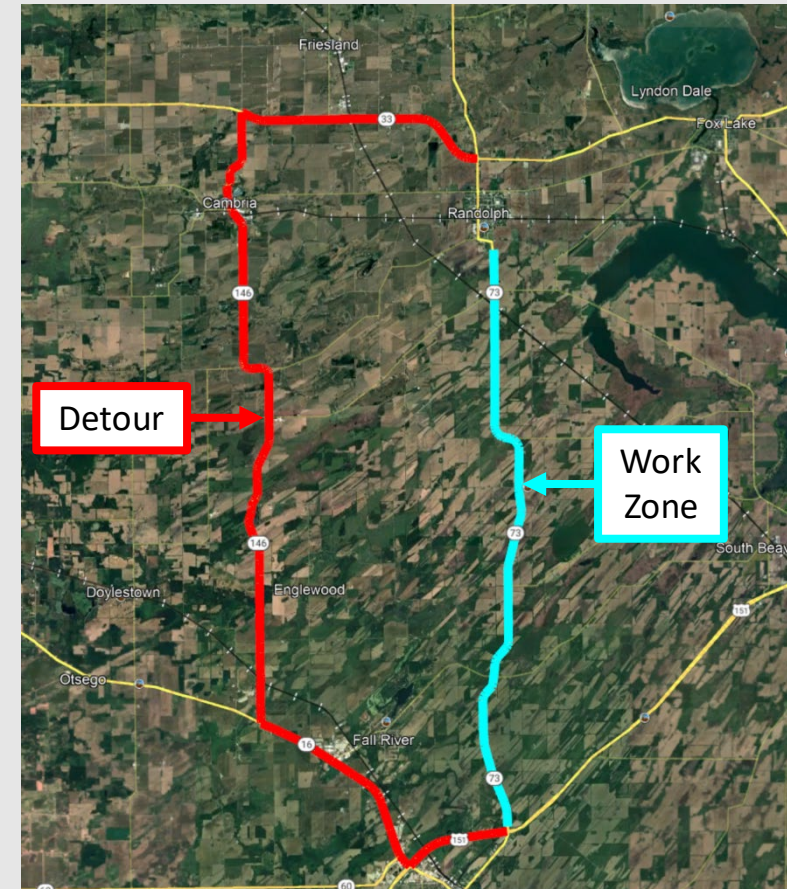 Friesland
Lyndon Dale
33
Fox Lake
Cambria
Randolph
146
73
Detour
Work
Zone
73
146
South Beav
Doylestown
Englewood
151
Otsego
16
Fall River
73
151
60
60